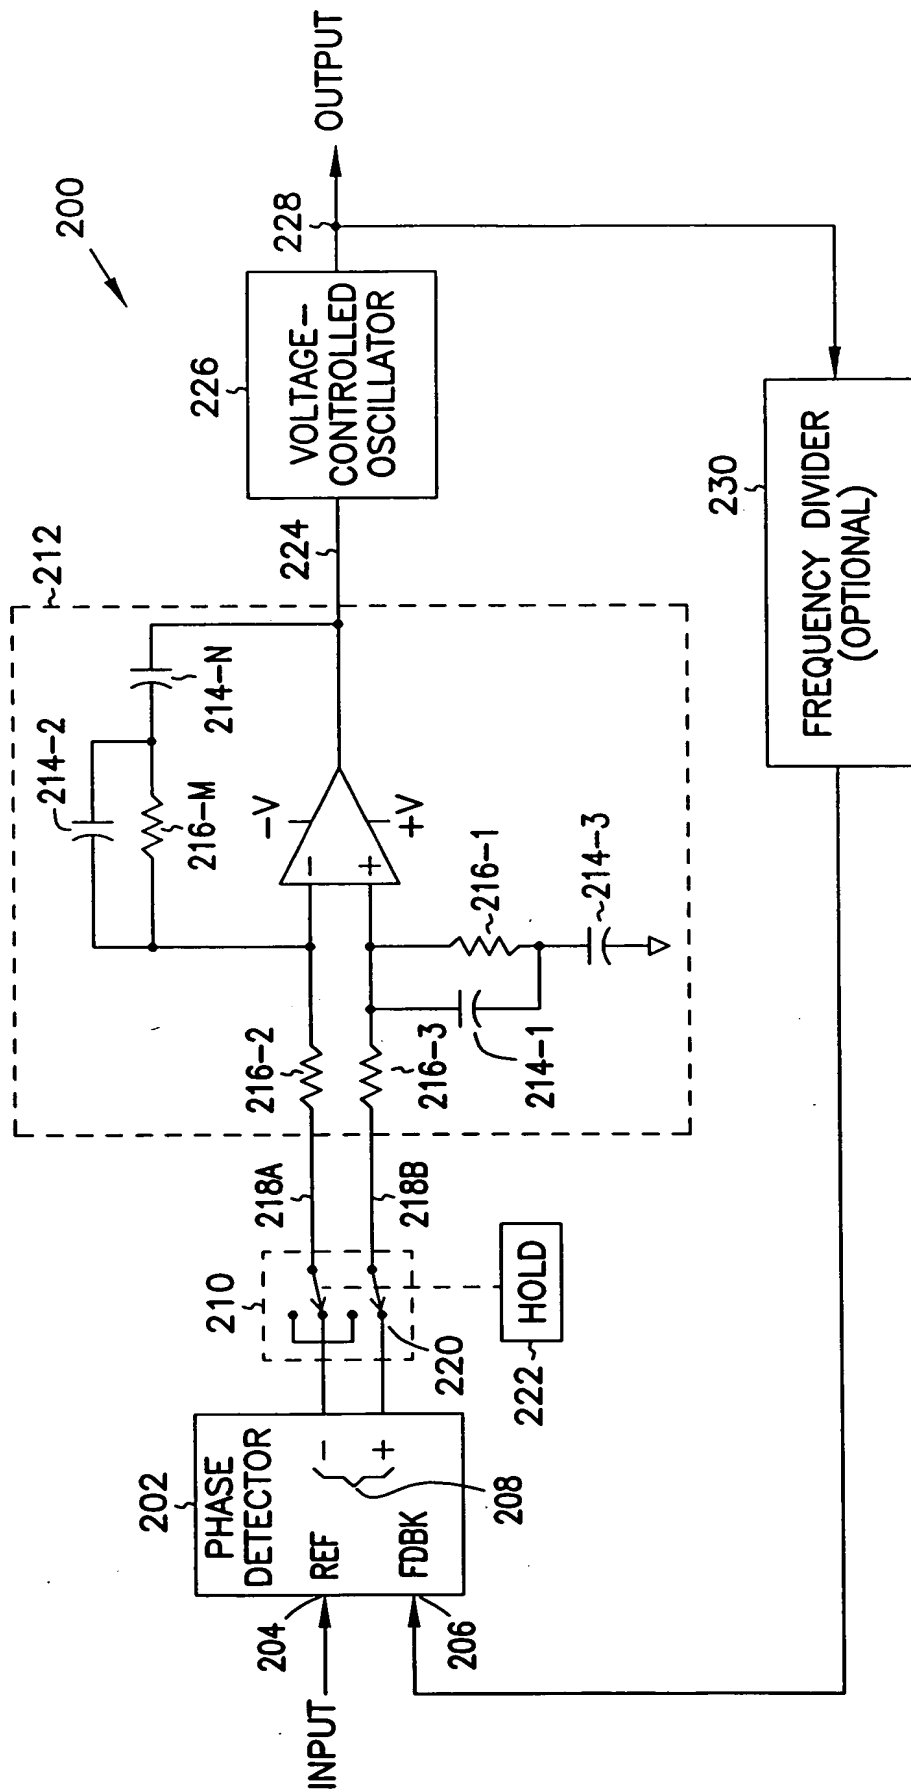 200
INPUT
204
206
202
PHASE
DETECTOR
REF
FDBK
−
+
208
210
220
HOLD
222
218A
218B
212
216-2
216-3
214-1
214-2
216-M
214-N
−V
+V
−
+
216-1
214-3
224
226
VOLTAGE−
CONTROLLED
OSCILLATOR
228
OUTPUT
230
FREQUENCY DIVIDER
(OPTIONAL)